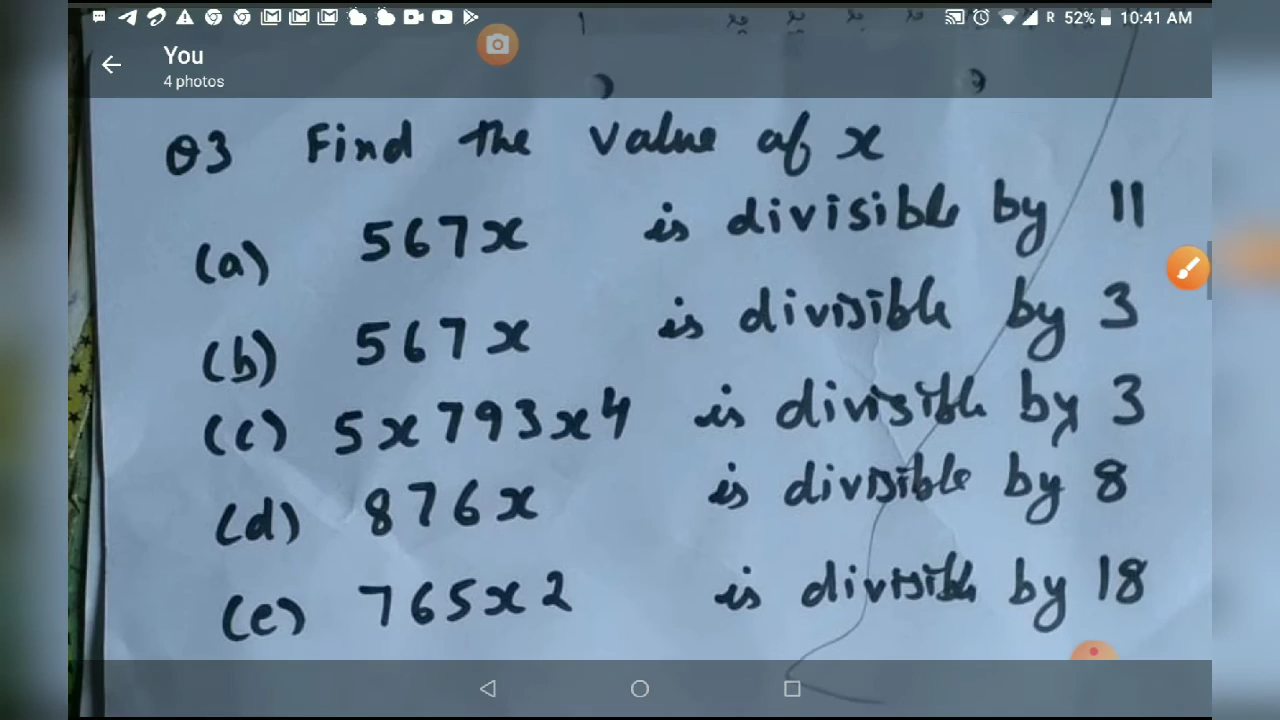 52% 10:41 AM
You
4 photos
Q3 Find the value of x
(a) 567x is divisible by 11
(b) 567x is divisible by 3
(c) 5x793x4 is divisible by 3
(d) 876x is divisible by 8
(e) 765x2 is divisible by 18